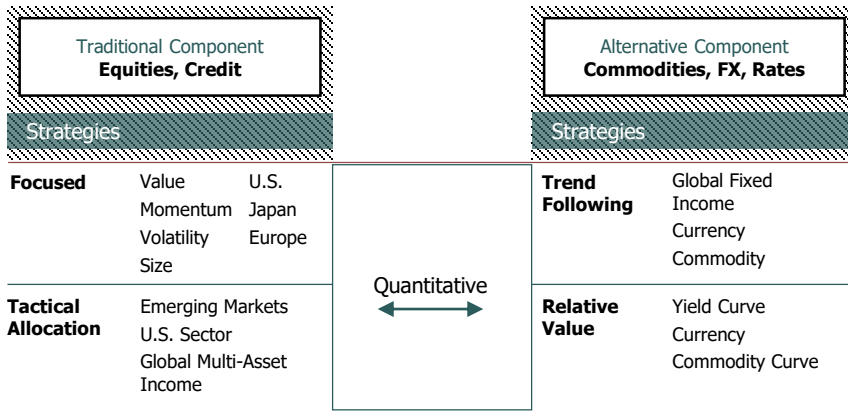 Traditional Component
Equities, Credit
Strategies
Focused
Value U.S.
Momentum Japan
Volatility Europe
Size
Tactical
Allocation
Emerging Markets
U.S. Sector
Global Multi-Asset
Income
Quantitative
Alternative Component
Commodities, FX, Rates
Strategies
Trend
Following
Global Fixed
Income
Currency
Commodity
Relative
Value
Yield Curve
Currency
Commodity Curve